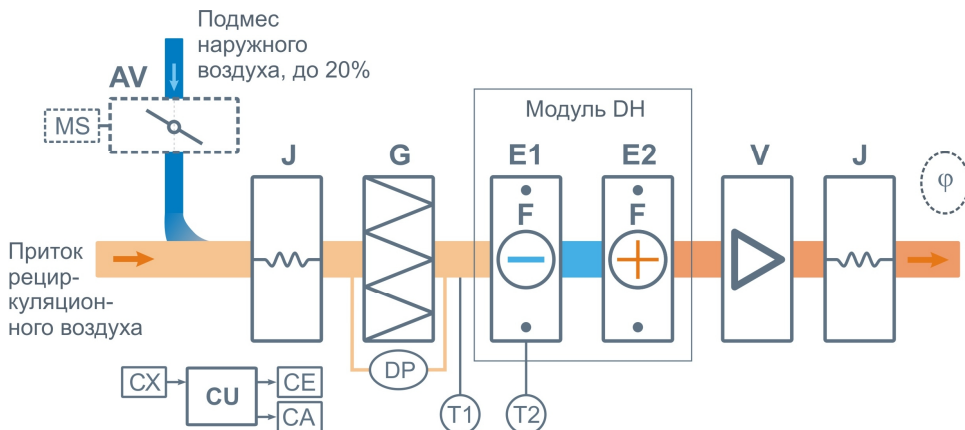 Подмес
наружного
воздуха, до 20%
AV
MS
Модуль DH
J
G
E1
E2
V
J
φ
F
F
Приток
рецир-
куляцион-
ного воздуха
DP
CX
CU
CE
CA
T1
T2